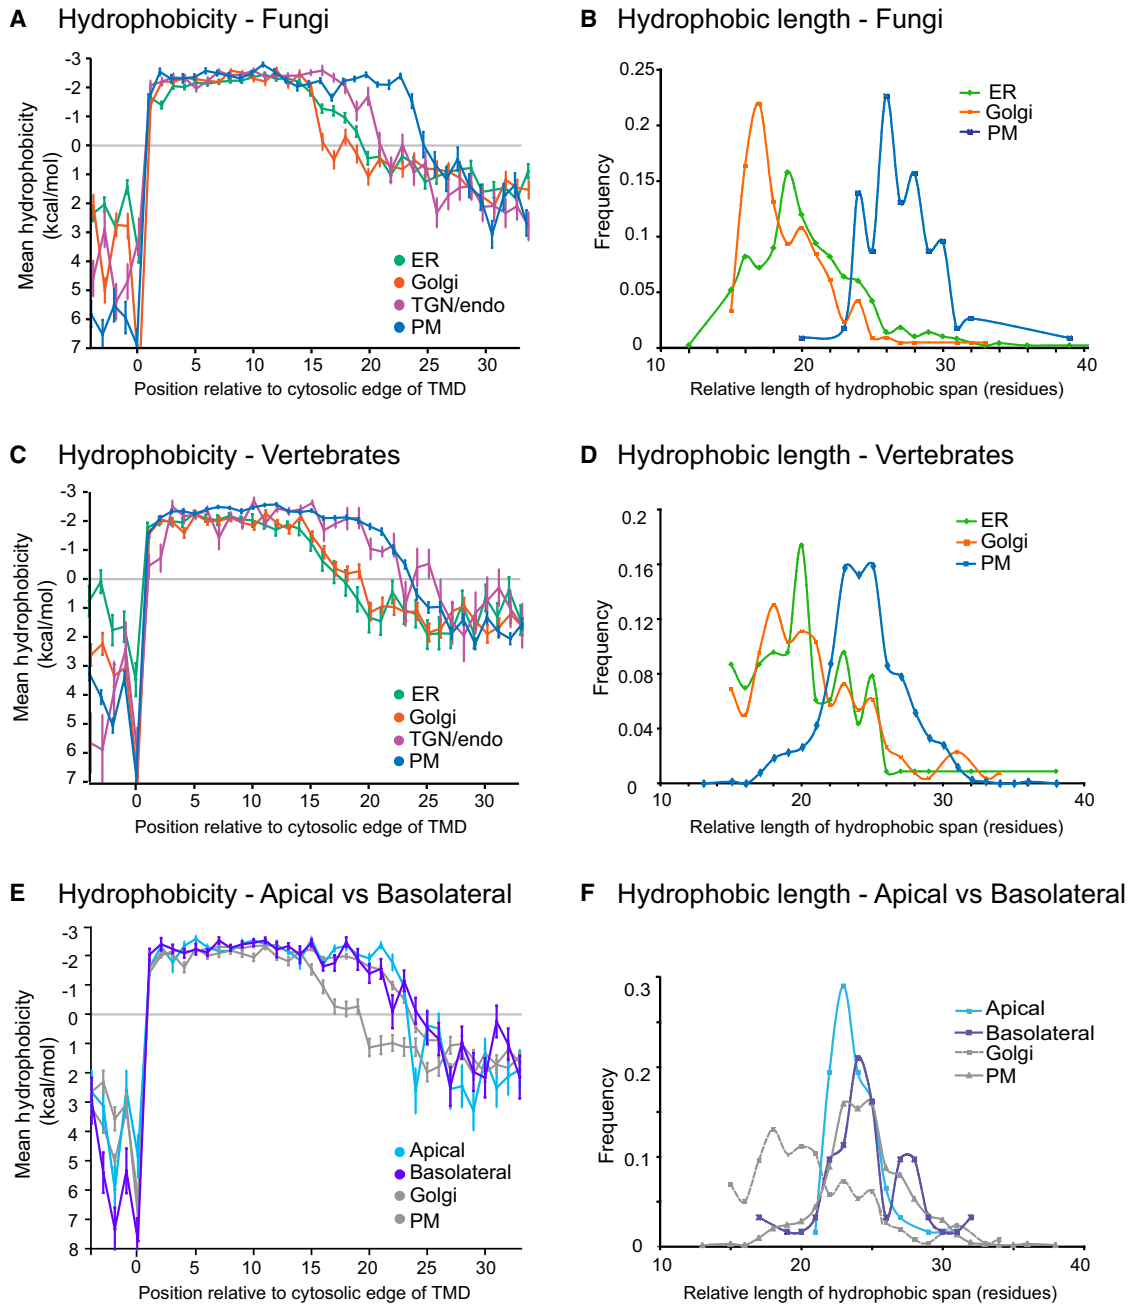 A Hydrophobicity - Fungi
-3
-2
-1
0
1
2
3
4
5
6
7
Mean hydrophobicity
(kcal/mol)
ER
Golgi
TGN/endo
PM
0 5 10 15 20 25 30
Position relative to cytosolic edge of TMD
B Hydrophobic length - Fungi
0.25
0.2
0.15
0.1
0.05
0
Frequency
ER
Golgi
PM
10 20 30 40
Relative length of hydrophobic span (residues)
C Hydrophobicity - Vertebrates
-3
-2
-1
0
1
2
3
4
5
6
7
Mean hydrophobicity
(kcal/mol)
ER
Golgi
TGN/endo
PM
0 5 10 15 20 25 30
Position relative to cytosolic edge of TMD
D Hydrophobic length - Vertebrates
0.2
0.16
0.12
0.08
0.04
0
Frequency
ER
Golgi
PM
10 20 30 40
Relative length of hydrophobic span (residues)
E Hydrophobicity - Apical vs Basolateral
-3
-2
-1
0
1
2
3
4
5
6
7
8
Mean hydrophobicity
(kcal/mol)
Apical
Basolateral
Golgi
PM
0 5 10 15 20 25 30
Position relative to cytosolic edge of TMD
F Hydrophobic length - Apical vs Basolateral
0.3
0.2
0.1
0
Frequency
Apical
Basolateral
Golgi
PM
10 20 30 40
Relative length of hydrophobic span (residues)